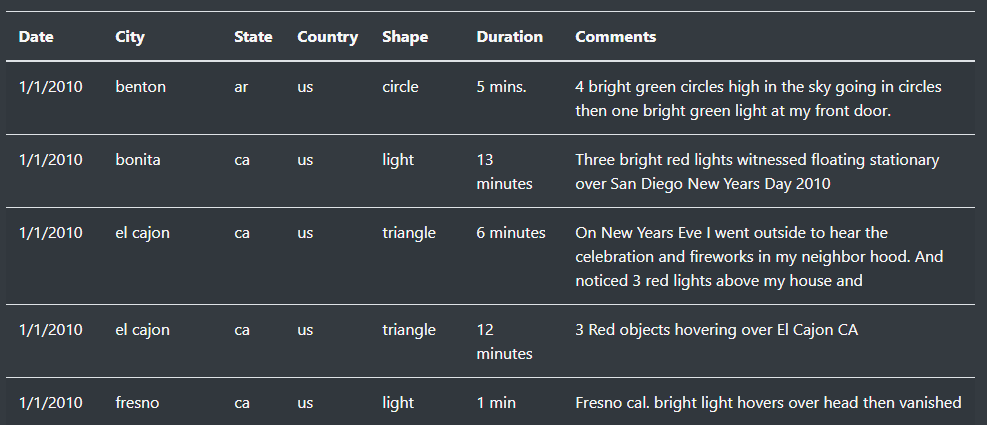 Date City State Country Shape Duration Comments
1/1/2010 benton ar us circle 5 mins. 4 bright green circles high in the sky going in circles
then one bright green light at my front door.
1/1/2010 bonita ca us light 13 Three bright red lights witnessed floating stationary
minutes over San Diego New Years Day 2010
1/1/2010 el cajon ca us triangle 6 minutes On New Years Eve I went outside to hear the
celebration and fireworks in my neighbor hood. And
noticed 3 red lights above my house and
1/1/2010 el cajon ca us triangle 12 3 Red objects hovering over El Cajon CA
minutes
1/1/2010 fresno ca us light 1 min Fresno cal. bright light hovers over head then vanished